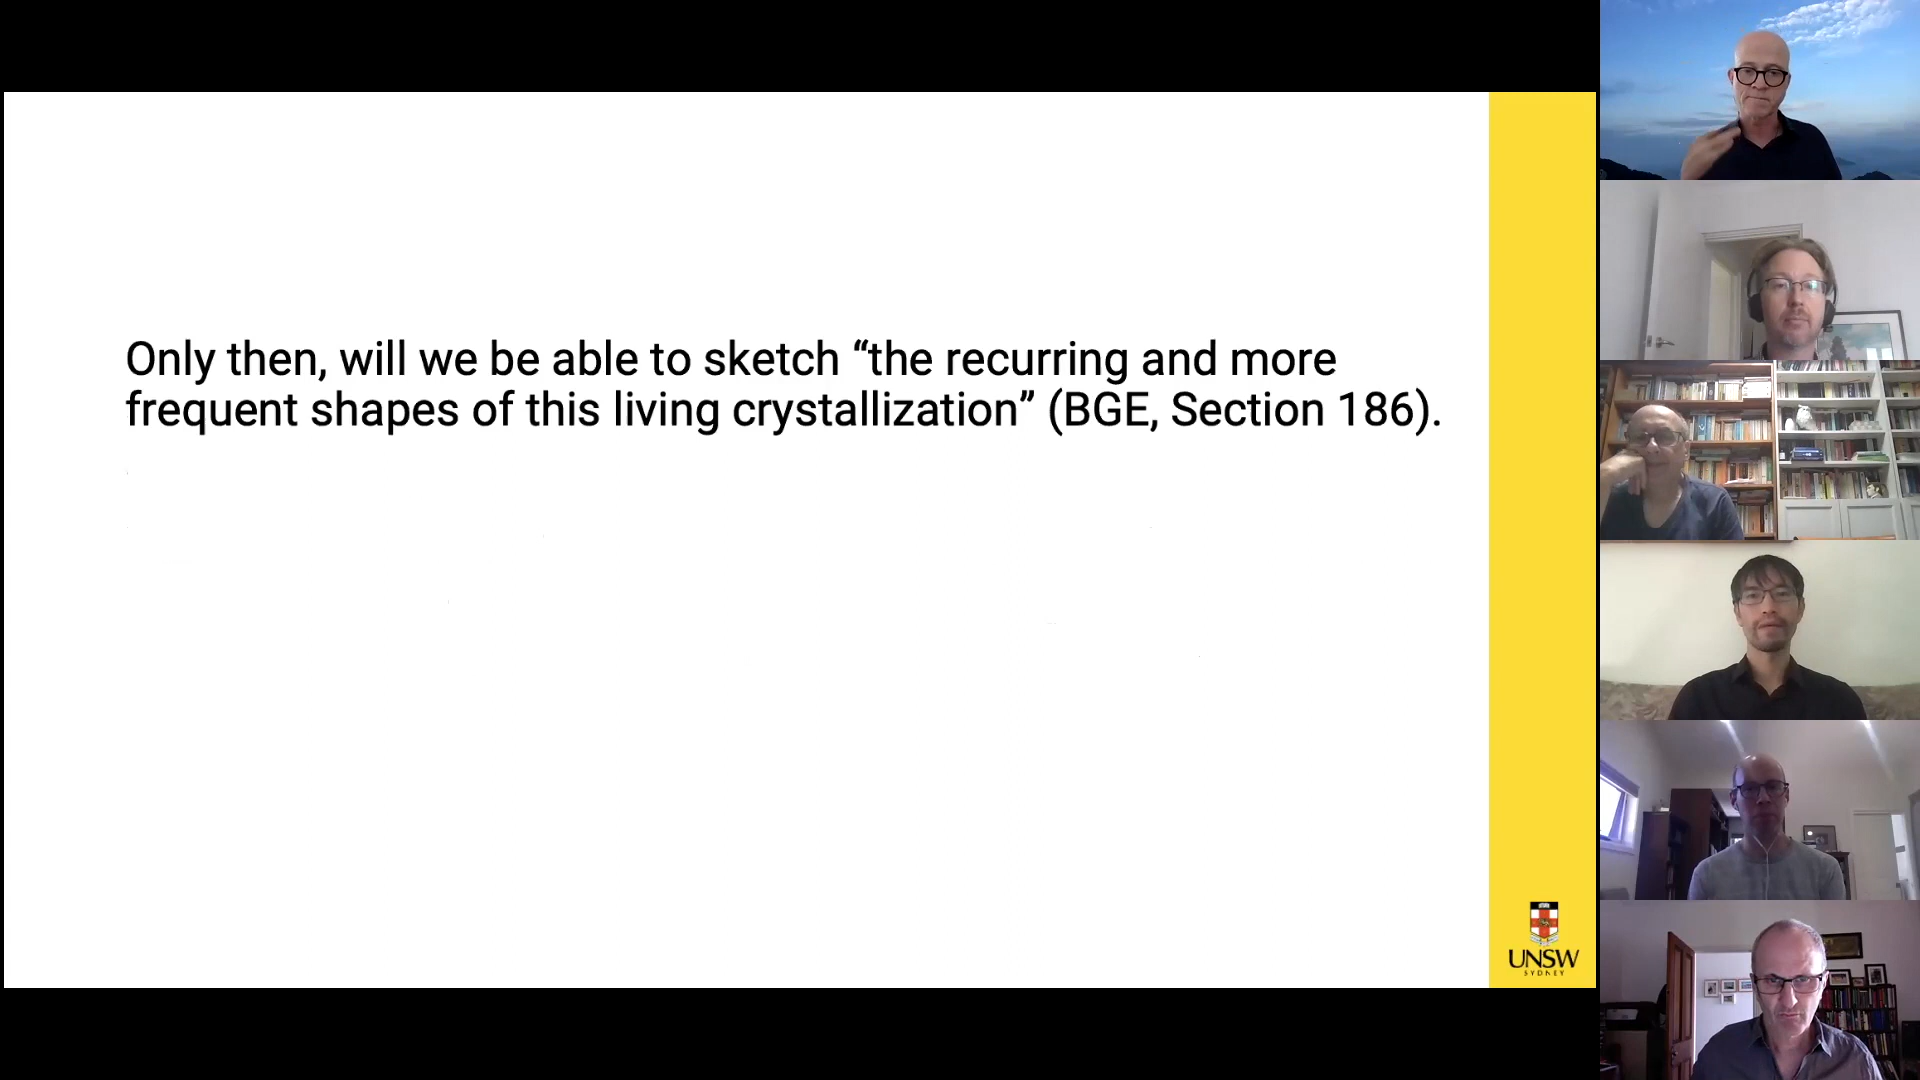 Only then, will we be able to sketch “the recurring and more
frequent shapes of this living crystallization” (BGE, Section 186).
UNSW
SYDNEY